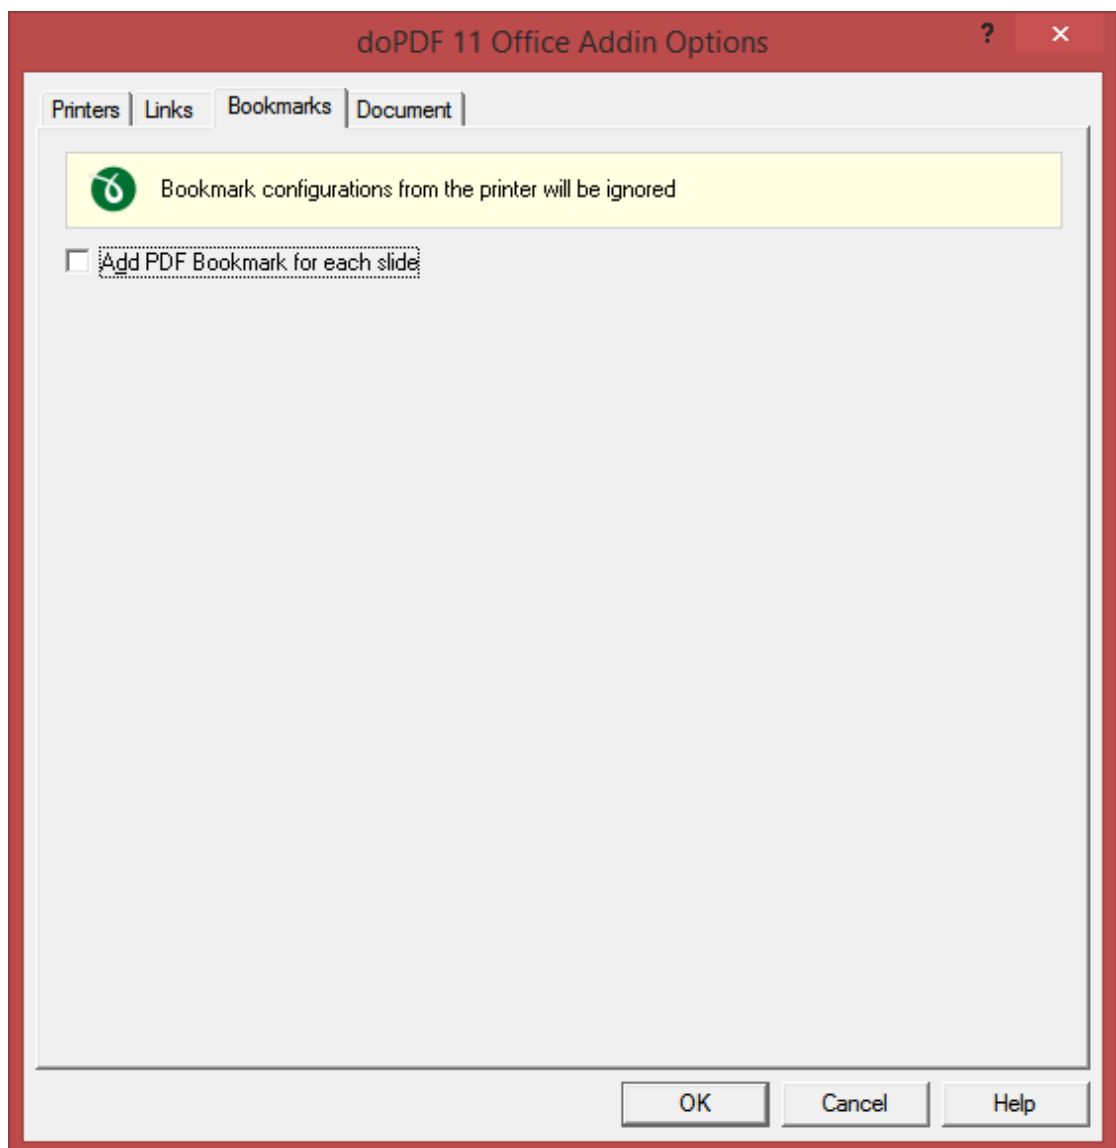 doPDF 11 Office Addin Options ? ×
Printers Links Bookmarks Document
Bookmark configurations from the printer will be ignored
Add PDF Bookmark for each slide
OK Cancel Help